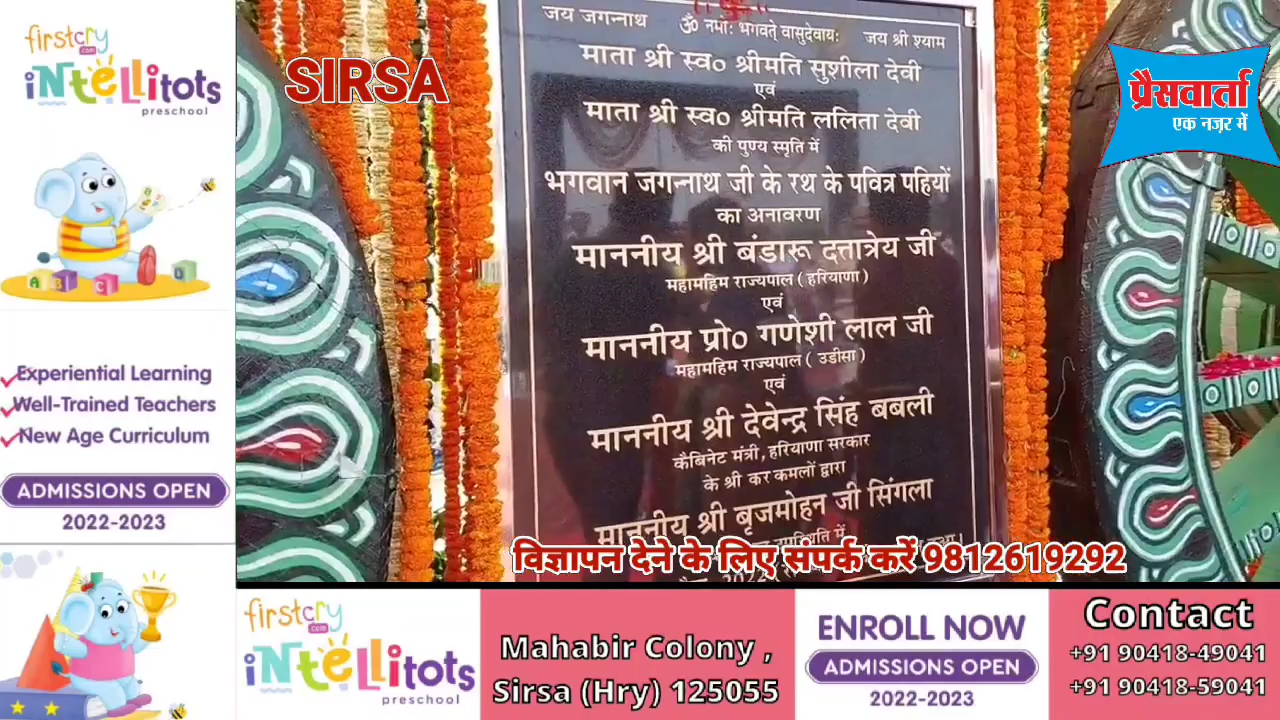 firstcry
.com
iNteLLitots
preschool
Experiential Learning
Well-Trained Teachers
New Age Curriculum
ADMISSIONS OPEN
2022-2023
SIRSA
प्रैसवार्ता
एक नज़र में
जय जगन्नाथ ॐ नमो: भगवते वासुदेवाय: जय श्री श्याम
माता श्री स्व० श्रीमति सुशीला देवी
एवं
माता श्री स्व० श्रीमति ललिता देवी
की पुण्य स्मृति में
भगवान जगन्नाथ जी के रथ के पवित्र पहियों
का अनावरण
माननीय श्री बंडारू दत्तात्रेय जी
महामहिम राज्यपाल ( हरियाणा )
एवं
माननीय प्रो० गणेशी लाल जी
महामहिम राज्यपाल ( उडीसा )
एवं
माननीय श्री देवेन्द्र सिंह बबली
कैबिनेट मंत्री, हरियाणा सरकार
के श्री कर कमलों द्वारा
माननीय श्री बृजमोहन जी सिंगला
उपस्थिति में
विज्ञापन देने के लिए संपर्क करें 9812619292
firstcry
.com
iNteLLitots
preschool
Mahabir Colony ,
Sirsa (Hry) 125055
ENROLL NOW
ADMISSIONS OPEN
2022-2023
Contact
+91 90418-49041
+91 90418-59041